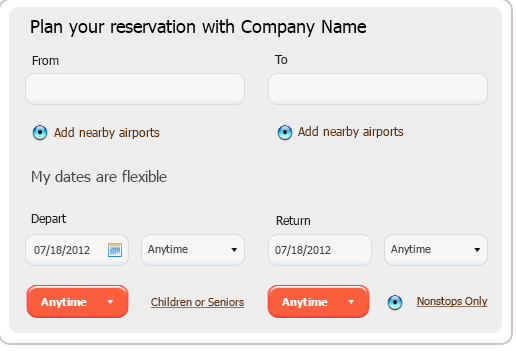 Plan your reservation with Company Name
From To
Add nearby airports Add nearby airports
My dates are flexible
Depart Return
07/18/2012 Anytime 07/18/2012 Anytime
Anytime Children or Seniors Anytime Nonstops Only